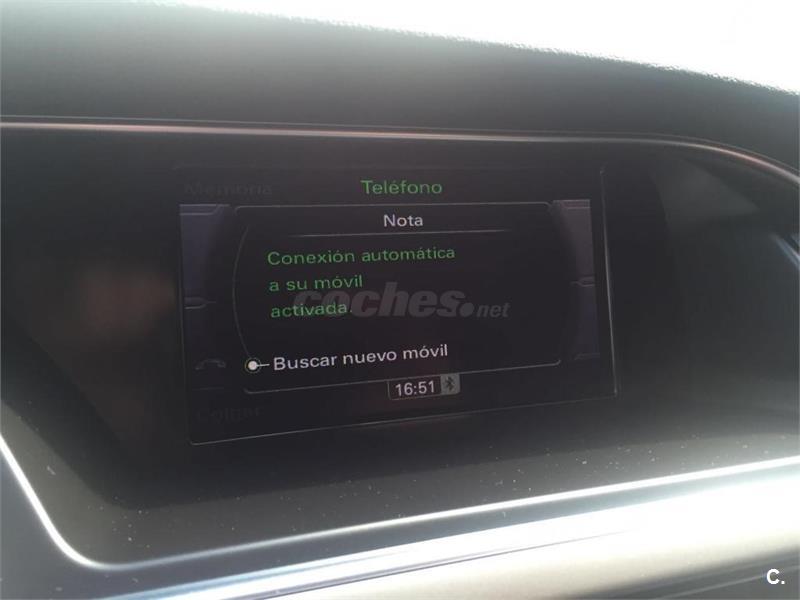 Memoria
Teléfono
Nota
Conexión automática
a su móvil
activada.
coches.net
Buscar nuevo móvil
16:51
Colgar
C.